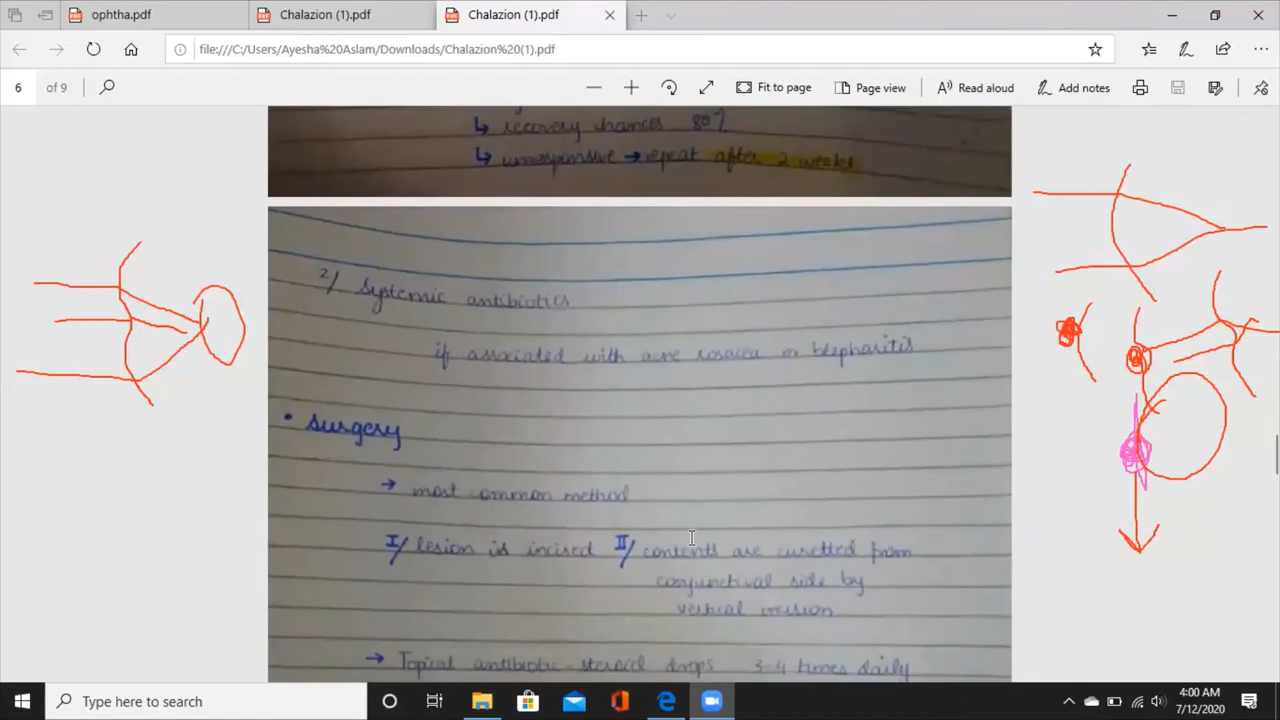 ophtha.pdf
Chalazion (1).pdf
Chalazion (1).pdf
file:///C:/Users/Ayesha%20Aslam/Downloads/Chalazion%20(1).pdf
6 of 9
Fit to page
Page view
Read aloud
Add notes
↳ recovery chances 80%
↳ unresponsive → repeat after 2 weeks
2/ Systemic antibiotics
if associated with acne rosacea or blepharitis
• Surgery
→ most common method
I/ lesion is incised II/ contents are curetted from
conjunctival side by
vertical incision
→ Topical antibiotic-steroid drops 3-4 times daily
Type here to search
4:00 AM
7/12/2020